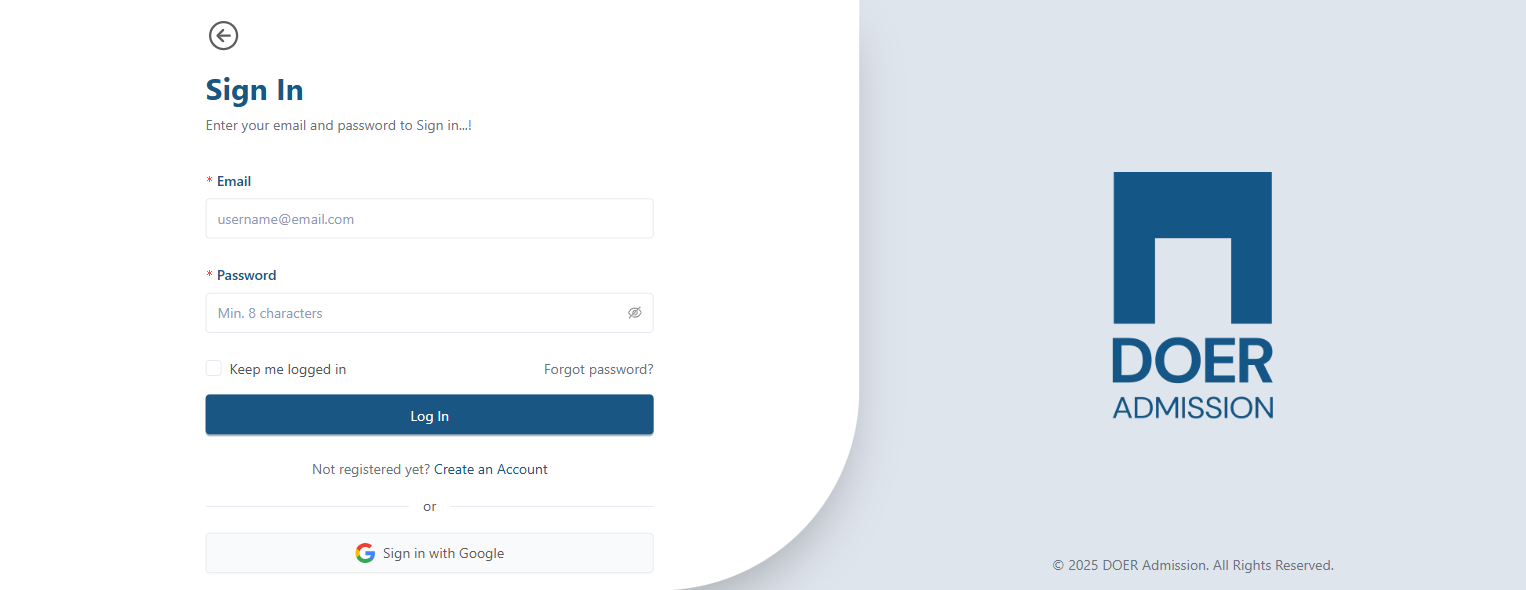 Sign In
Enter your email and password to Sign in...!
* Email
username@email.com
* Password
Min. 8 characters
Keep me logged in
Forgot password?
Log In
Not registered yet? Create an Account
or
Sign in with Google
DOER
ADMISSION
© 2025 DOER Admission. All Rights Reserved.